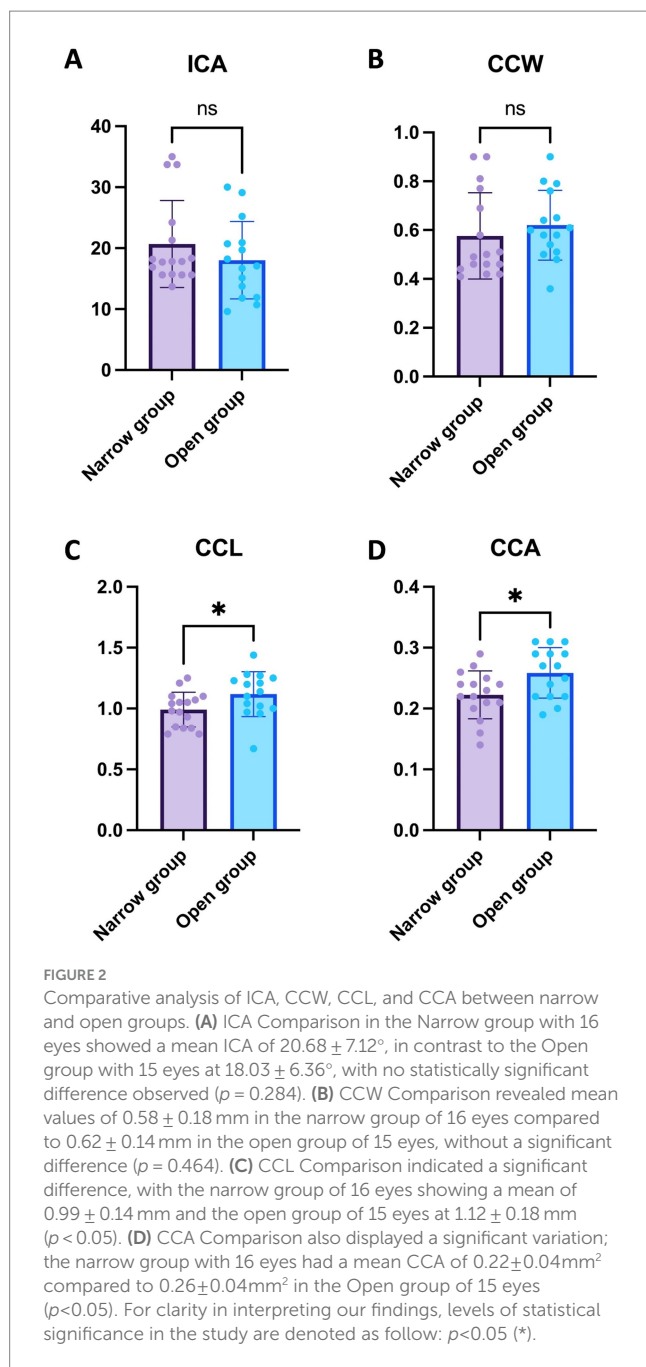 A
ICA
ns
40
30
20
10
0
Narrow group
Open group
B
CCW
ns
1.0
0.8
0.6
0.4
0.2
0.0
Narrow group
Open group
C
CCL
*
2.0
1.5
1.0
0.5
0.0
Narrow group
Open group
D
CCA
*
0.4
0.3
0.2
0.1
0.0
Narrow group
Open group
FIGURE 2
Comparative analysis of ICA, CCW, CCL, and CCA between narrow
and open groups. (A) ICA Comparison in the Narrow group with 16
eyes showed a mean ICA of 20.68 ± 7.12°, in contrast to the Open
group with 15 eyes at 18.03 ± 6.36°, with no statistically significant
difference observed (p = 0.284). (B) CCW Comparison revealed mean
values of 0.58 ± 0.18 mm in the narrow group of 16 eyes compared
to 0.62 ± 0.14 mm in the open group of 15 eyes, without a significant
difference (p = 0.464). (C) CCL Comparison indicated a significant
difference, with the narrow group of 16 eyes showing a mean of
0.99 ± 0.14 mm and the open group of 15 eyes at 1.12 ± 0.18 mm
(p < 0.05). (D) CCA Comparison also displayed a significant variation;
the narrow group with 16 eyes had a mean CCA of 0.22±0.04mm²
compared to 0.26±0.04mm² in the Open group of 15 eyes
(p<0.05). For clarity in interpreting our findings, levels of statistical
significance in the study are denoted as follow: p<0.05 (*).